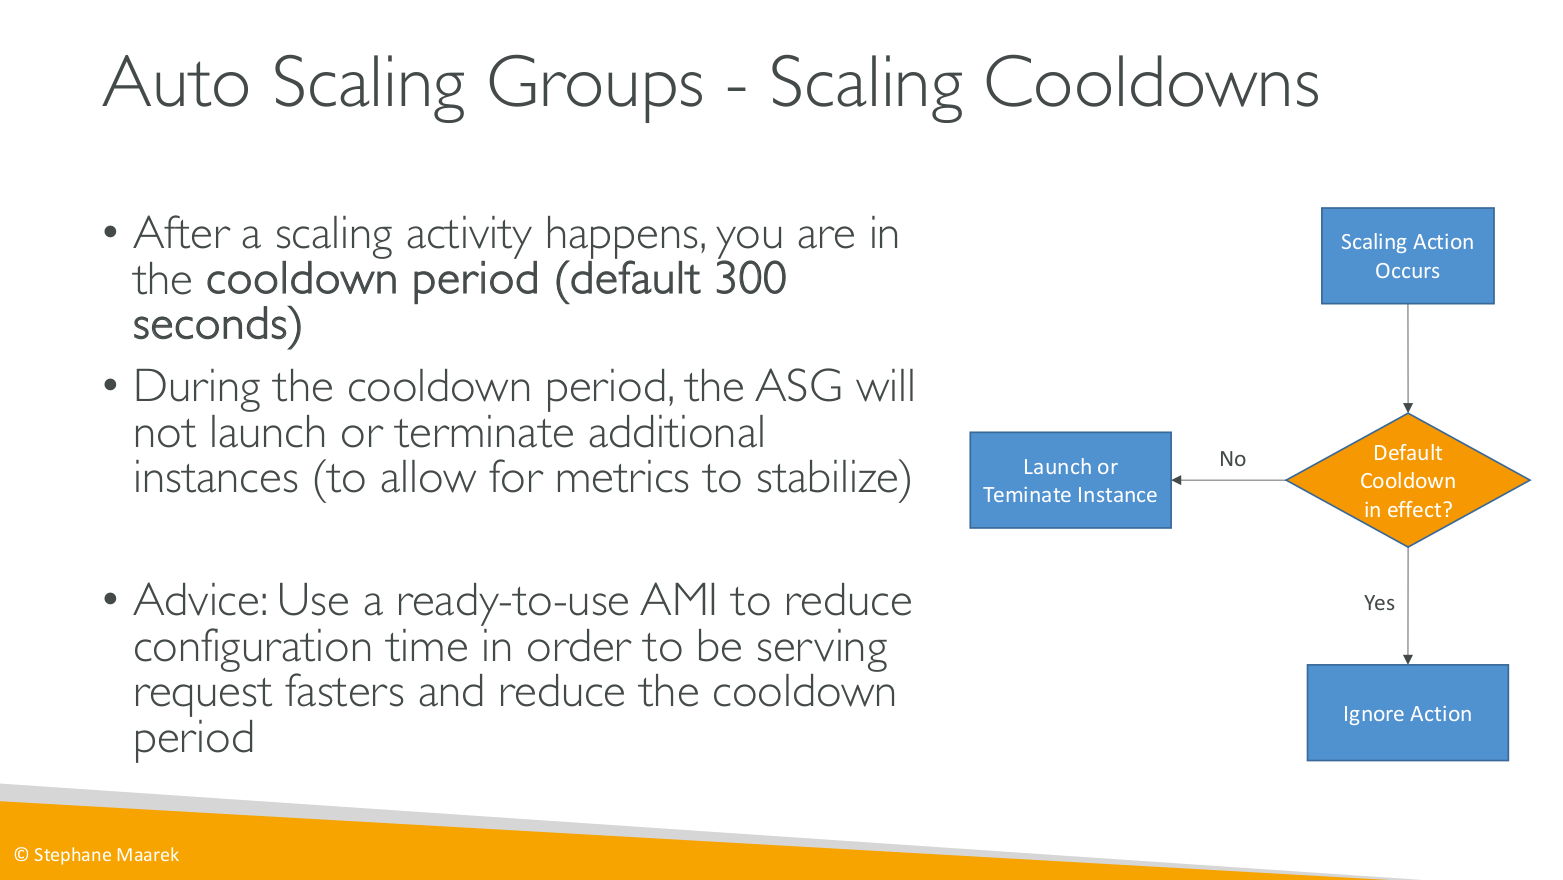 Auto Scaling Groups - Scaling Cooldowns
• After a scaling activity happens, you are in
the cooldown period (default 300
seconds)
• During the cooldown period, the ASG will
not launch or terminate additional
instances (to allow for metrics to stabilize)
• Advice: Use a ready-to-use AMI to reduce
configuration time in order to be serving
request fasters and reduce the cooldown
period
Scaling Action
Occurs
Default
Cooldown
in effect?
No
Launch or
Teminate Instance
Yes
Ignore Action
© Stephane Maarek